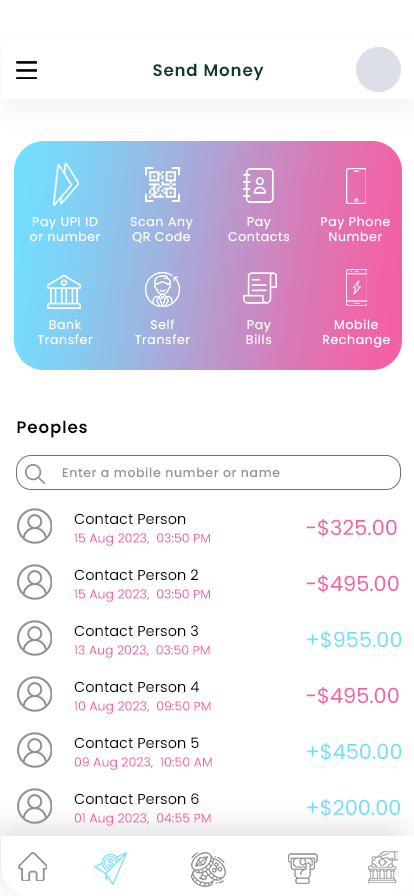 Send Money
Pay UPI ID
or number
Scan Any
QR Code
Pay
Contacts
Pay Phone
Number
Bank
Transfer
Self
Transfer
Pay
Bills
Mobile
Rechange
Peoples
Enter a mobile number or name
Contact Person
15 Aug 2023, 03:50 PM
-$325.00
Contact Person 2
15 Aug 2023, 03:50 PM
-$495.00
Contact Person 3
13 Aug 2023, 03:50 PM
+$955.00
Contact Person 4
10 Aug 2023, 09:50 PM
-$495.00
Contact Person 5
09 Aug 2023, 10:50 AM
+$450.00
Contact Person 6
01 Aug 2023, 04:55 PM
+$200.00